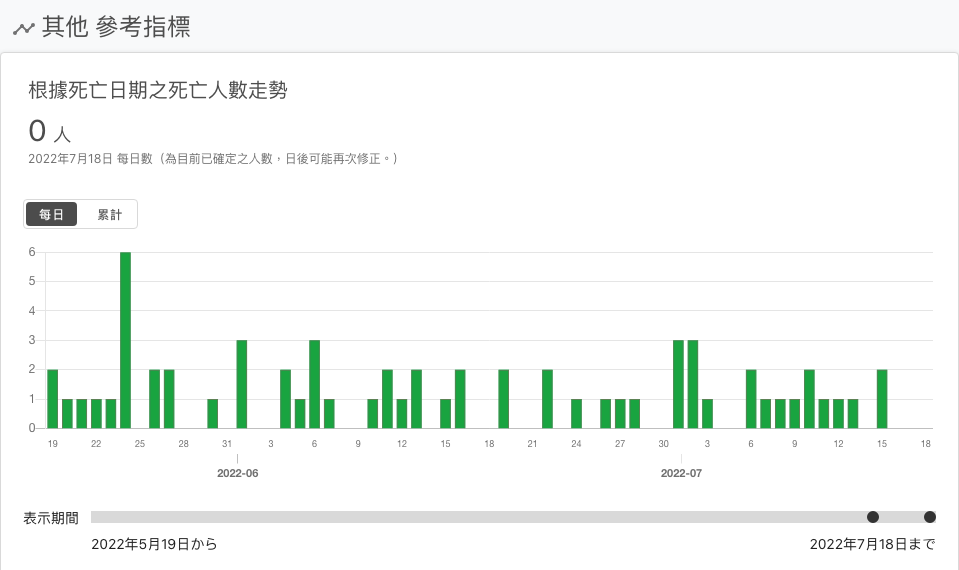 其他 參考指標
根據死亡日期之死亡人數走勢
0 人
2022年7月18日 每日數（為目前已確定之人數，日後可能再次修正。）
每日 累計
6
5
4
3
2
1
0
19 22 25 28 31 3 6 9 12 15 18 21 24 27 30 3 6 9 12 15 18
2022-06 2022-07
表示期間
2022年5月19日から 2022年7月18日まで